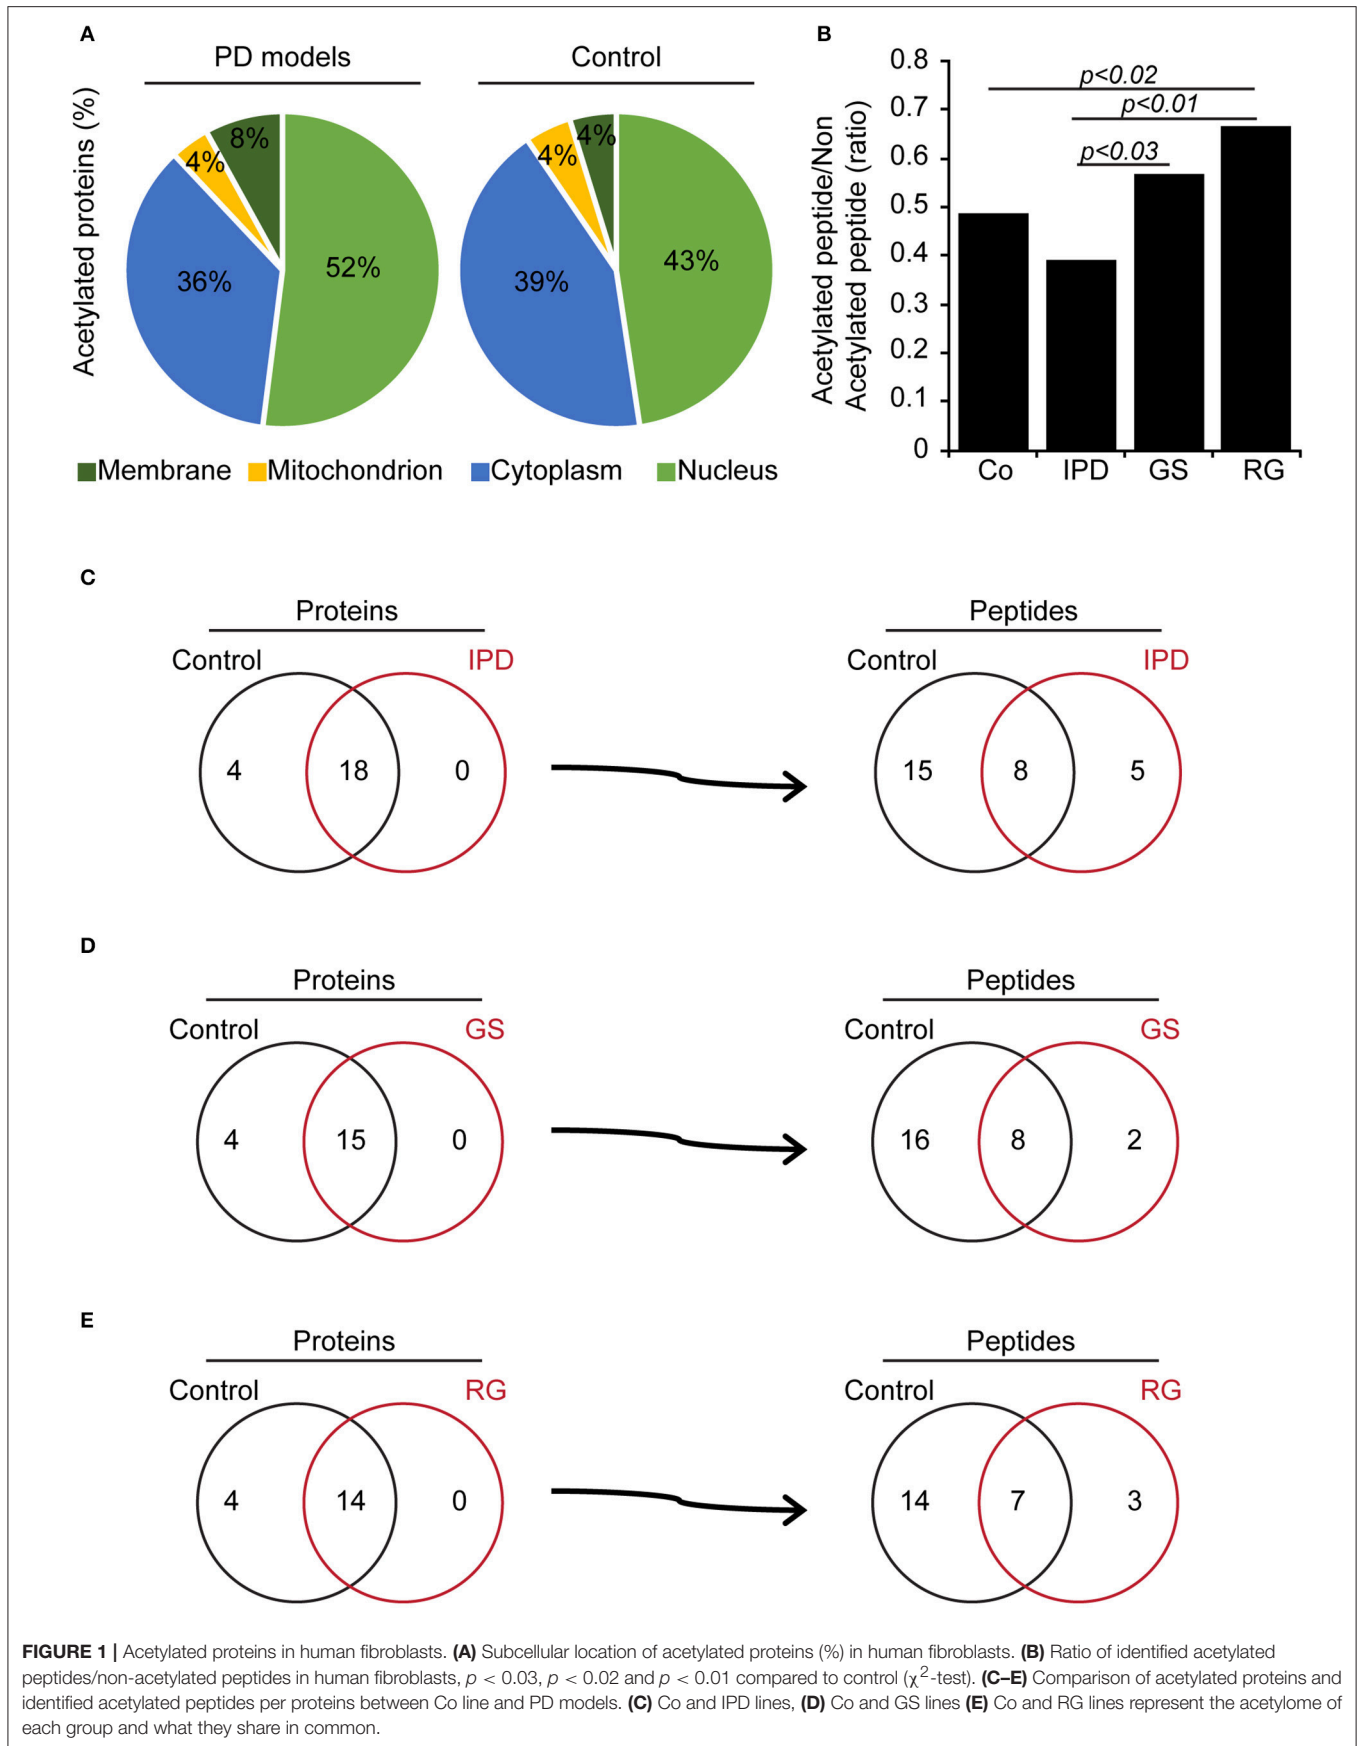 A
PD models
Control
Acetylated proteins (%)
8%
4%
36%
52%
4%
4%
39%
43%
Membrane Mitochondrion Cytoplasm Nucleus
B
Acetylated peptide/Non
Acetylated peptide (ratio)
0.8
0.7
0.6
0.5
0.4
0.3
0.2
0.1
0
p<0.02
p<0.01
p<0.03
Co IPD GS RG
C
Proteins
Control IPD
4 18 0
Peptides
Control IPD
15 8 5
D
Proteins
Control GS
4 15 0
Peptides
Control GS
16 8 2
E
Proteins
Control RG
4 14 0
Peptides
Control RG
14 7 3
FIGURE 1 | Acetylated proteins in human fibroblasts. (A) Subcellular location of acetylated proteins (%) in human fibroblasts. (B) Ratio of identified acetylated
peptides/non-acetylated peptides in human fibroblasts, p < 0.03, p < 0.02 and p < 0.01 compared to control (χ²-test). (C–E) Comparison of acetylated proteins and
identified acetylated peptides per proteins between Co line and PD models. (C) Co and IPD lines, (D) Co and GS lines (E) Co and RG lines represent the acetylome of
each group and what they share in common.